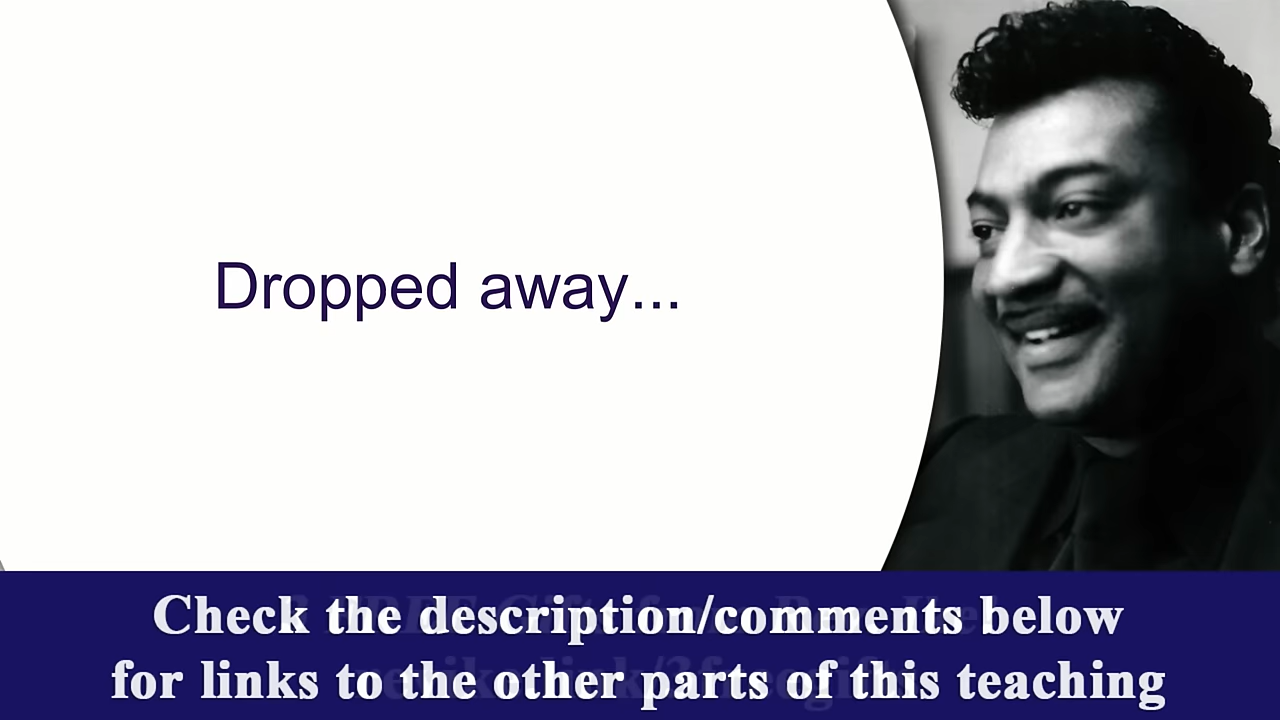 Dropped away...
Check the description/comments below
for links to the other parts of this teaching